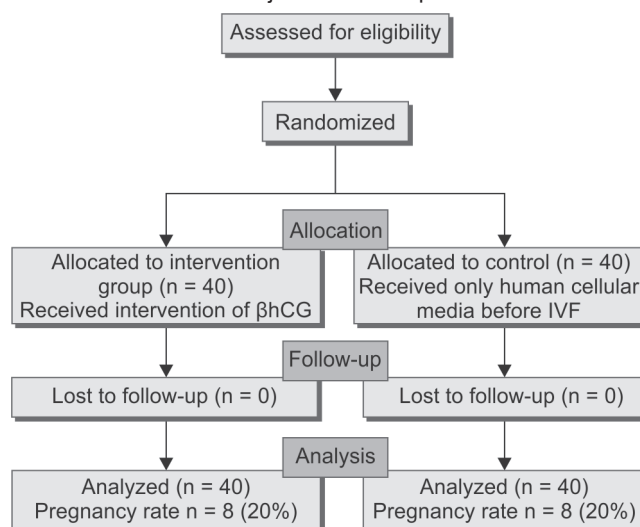 Assessed for eligibility
Randomized
Allocation
Allocated to intervention
group (n = 40)
Received intervention of βhCG
Allocated to control (n = 40)
Received only human cellular
media before IVF
Follow-up
Lost to follow-up (n = 0)
Lost to follow-up (n = 0)
Analysis
Analyzed (n = 40)
Pregnancy rate n = 8 (20%)
Analyzed (n = 40)
Pregnancy rate n = 8 (20%)